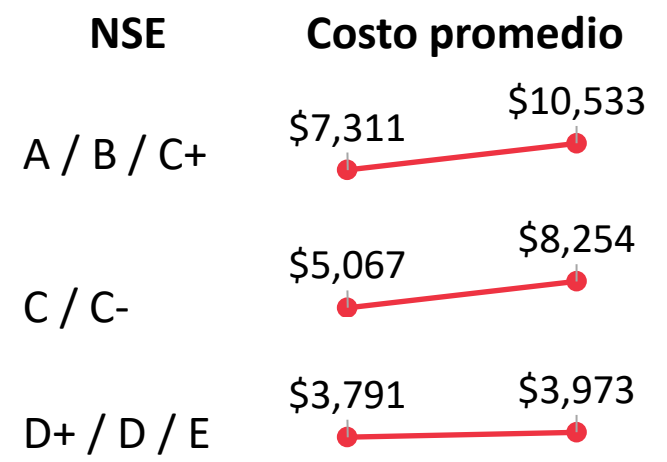 NSE Costo promedio
A / B / C+ $7,311 $10,533
C / C- $5,067 $8,254
D+ / D / E $3,791 $3,973